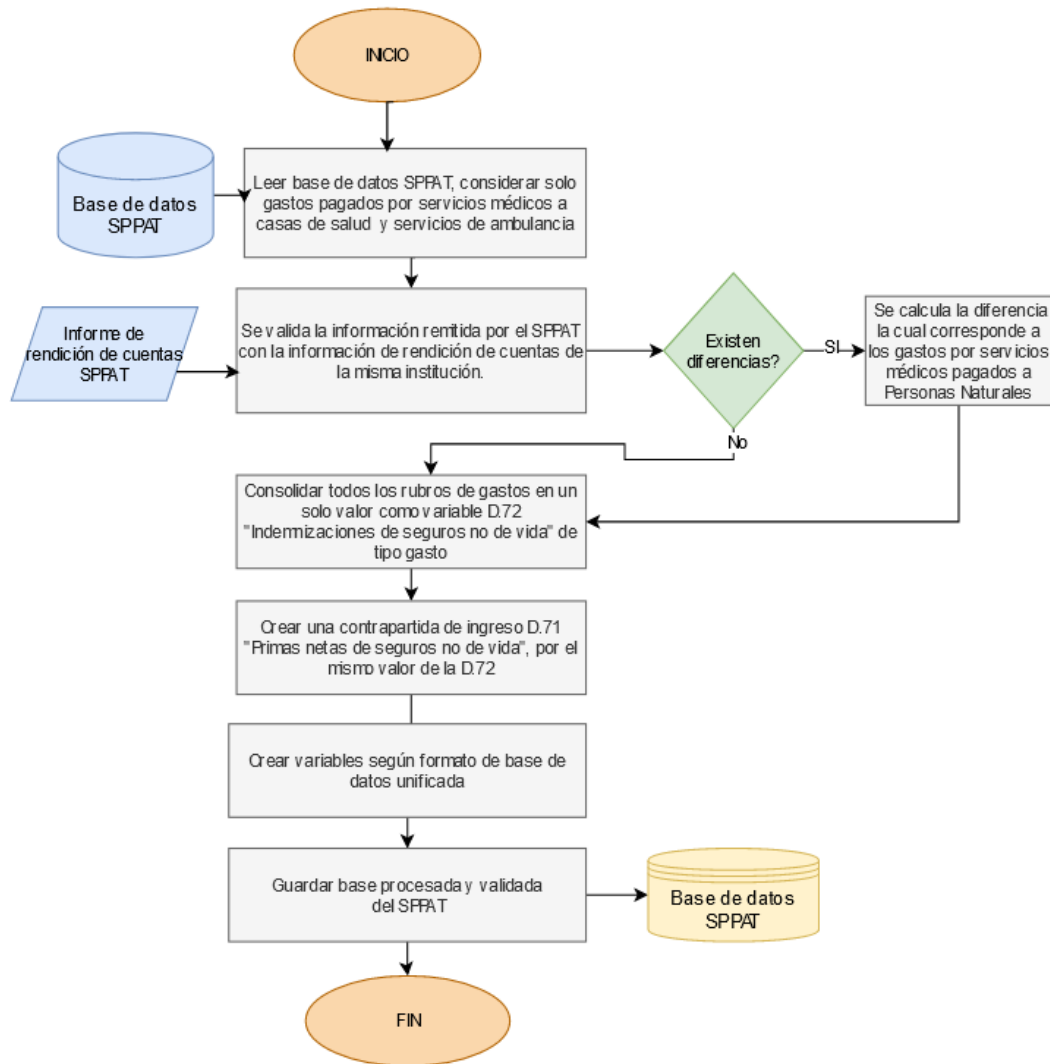 INICIO
Base de datos
SPPAT
Leer base de datos SPPAT, considerar solo
gastos pagados por servicios médicos a
casas de salud y servicios de ambulancia
Informe de
rendición de cuentas
SPPAT
Se valida la información remitida por el SPPAT
con la información de rendición de cuentas de
la misma institución.
Existen
diferencias?
SI
Se calcula la diferencia
la cual corresponde a
los gastos por servicios
médicos pagados a
Personas Naturales
No
Consolidar todos los rubros de gastos en un
solo valor como variable D.72
"Indemnizaciones de seguros no de vida" de
tipo gasto
Crear una contrapartida de ingreso D.71
"Primas netas de seguros no de vida", por el
mismo valor de la D.72
Crear variables según formato de base de
datos unificada
Guardar base procesada y validada
del SPPAT
Base de datos
SPPAT
FIN